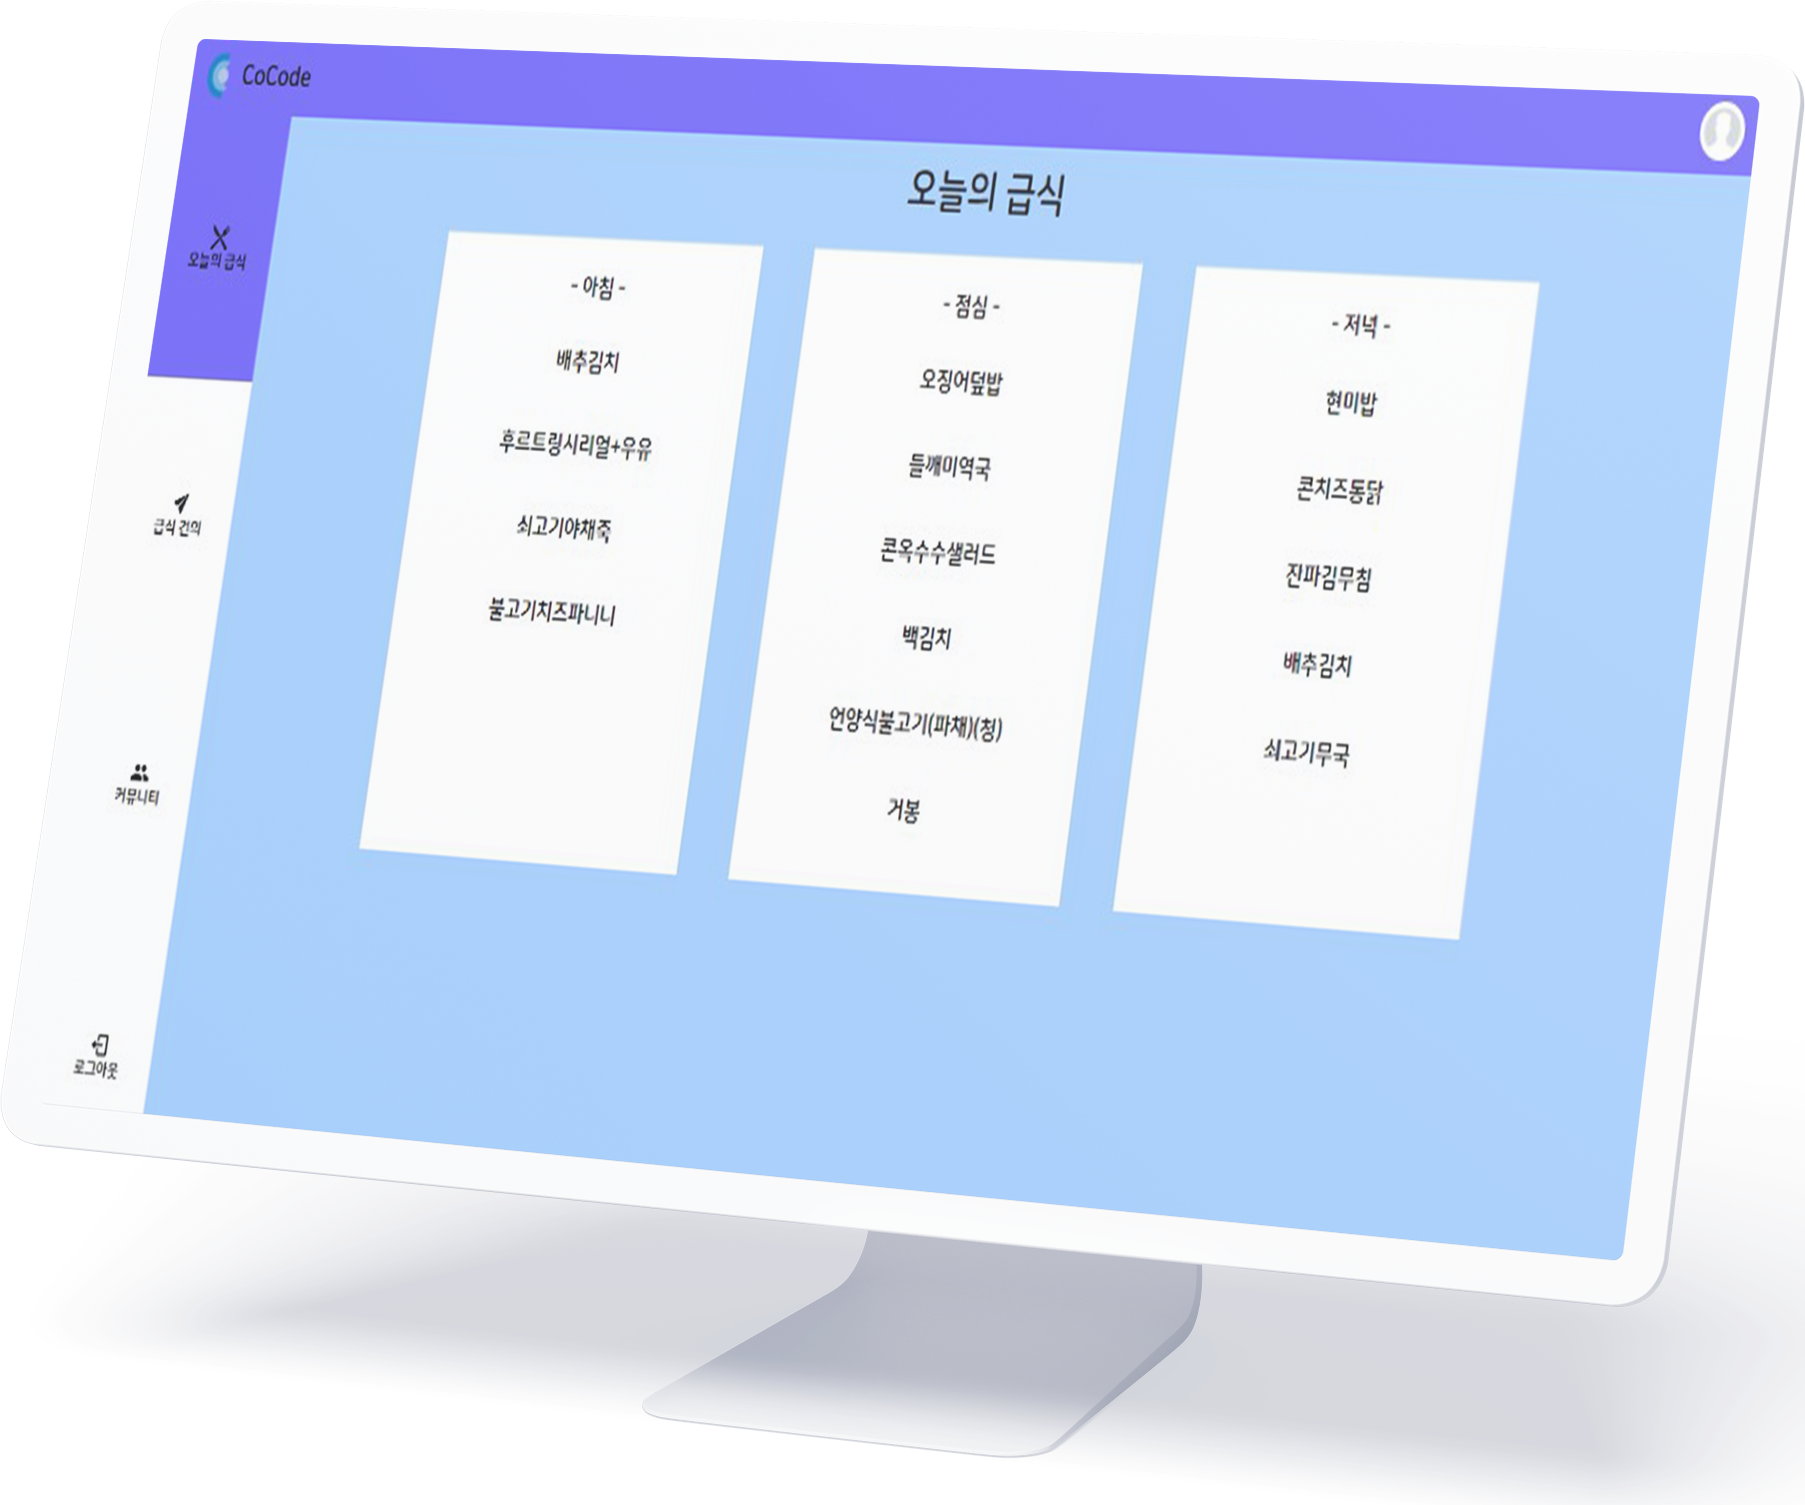 CoCode
오늘의 급식
급식 건의
커뮤니티
로그아웃
오늘의 급식
- 아침 -
배추김치
후르트링시리얼+우유
쇠고기야채죽
불고기치즈파니니
- 점심 -
오징어덮밥
들깨미역국
콘옥수수샐러드
백김치
언양식불고기(파채)(청)
거봉
- 저녁 -
현미밥
콘치즈통닭
진파김무침
배추김치
쇠고기무국